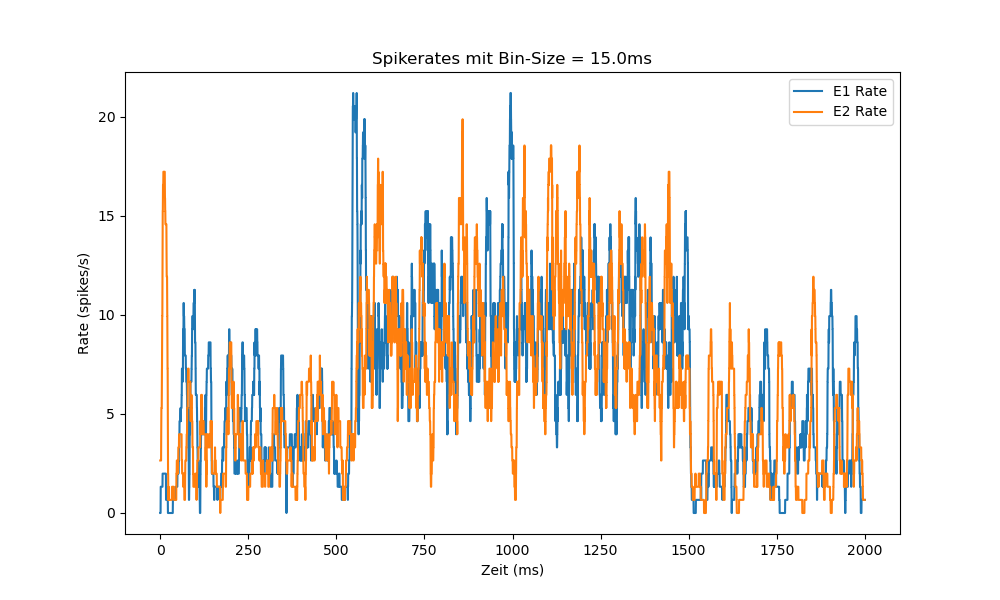 Spikerates mit Bin-Size = 15.0ms
E1 Rate
E2 Rate
Rate (spikes/s)
20
15
10
5
0
0 250 500 750 1000 1250 1500 1750 2000
Zeit (ms)